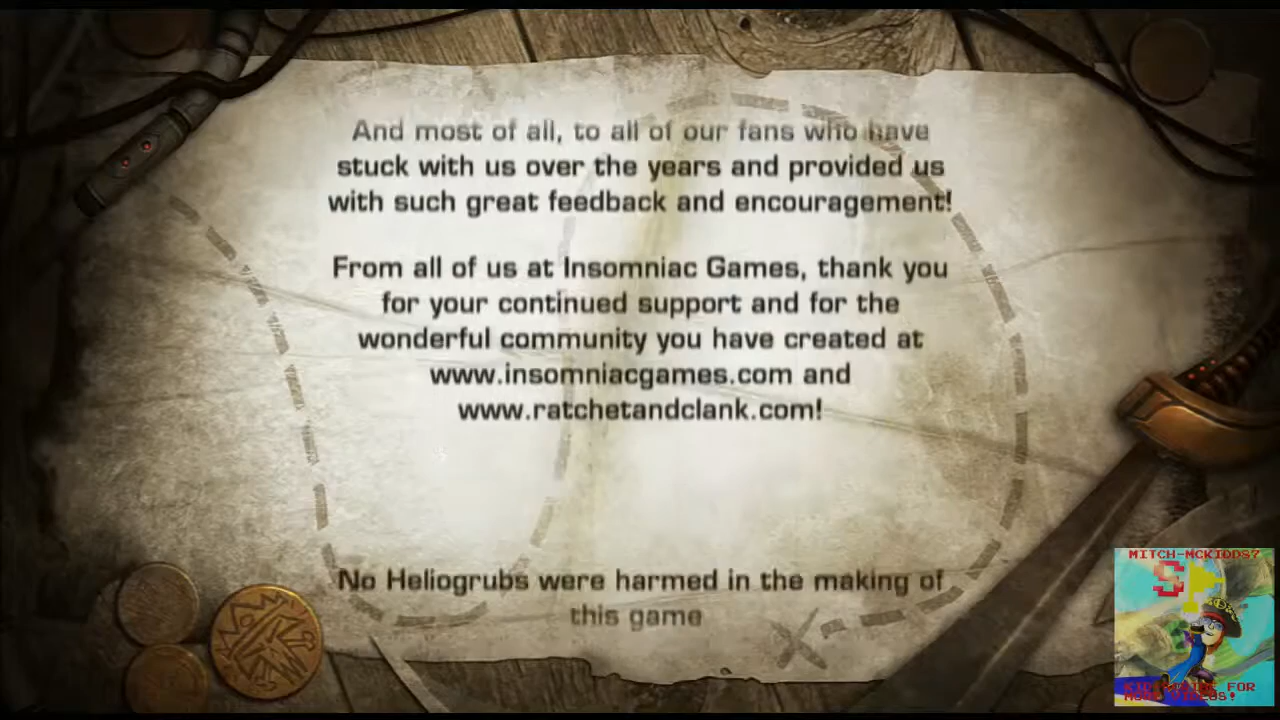 And most of all, to all of our fans who have
stuck with us over the years and provided us
with such great feedback and encouragement!
From all of us at Insomniac Games, thank you
for your continued support and for the
wonderful community you have created at
www.insomniacgames.com and
www.ratchetandclank.com!
No Heliogrubs were harmed in the making of
this game
MITCH-MCKIDDS?
FOR
MORE VIDEOS!